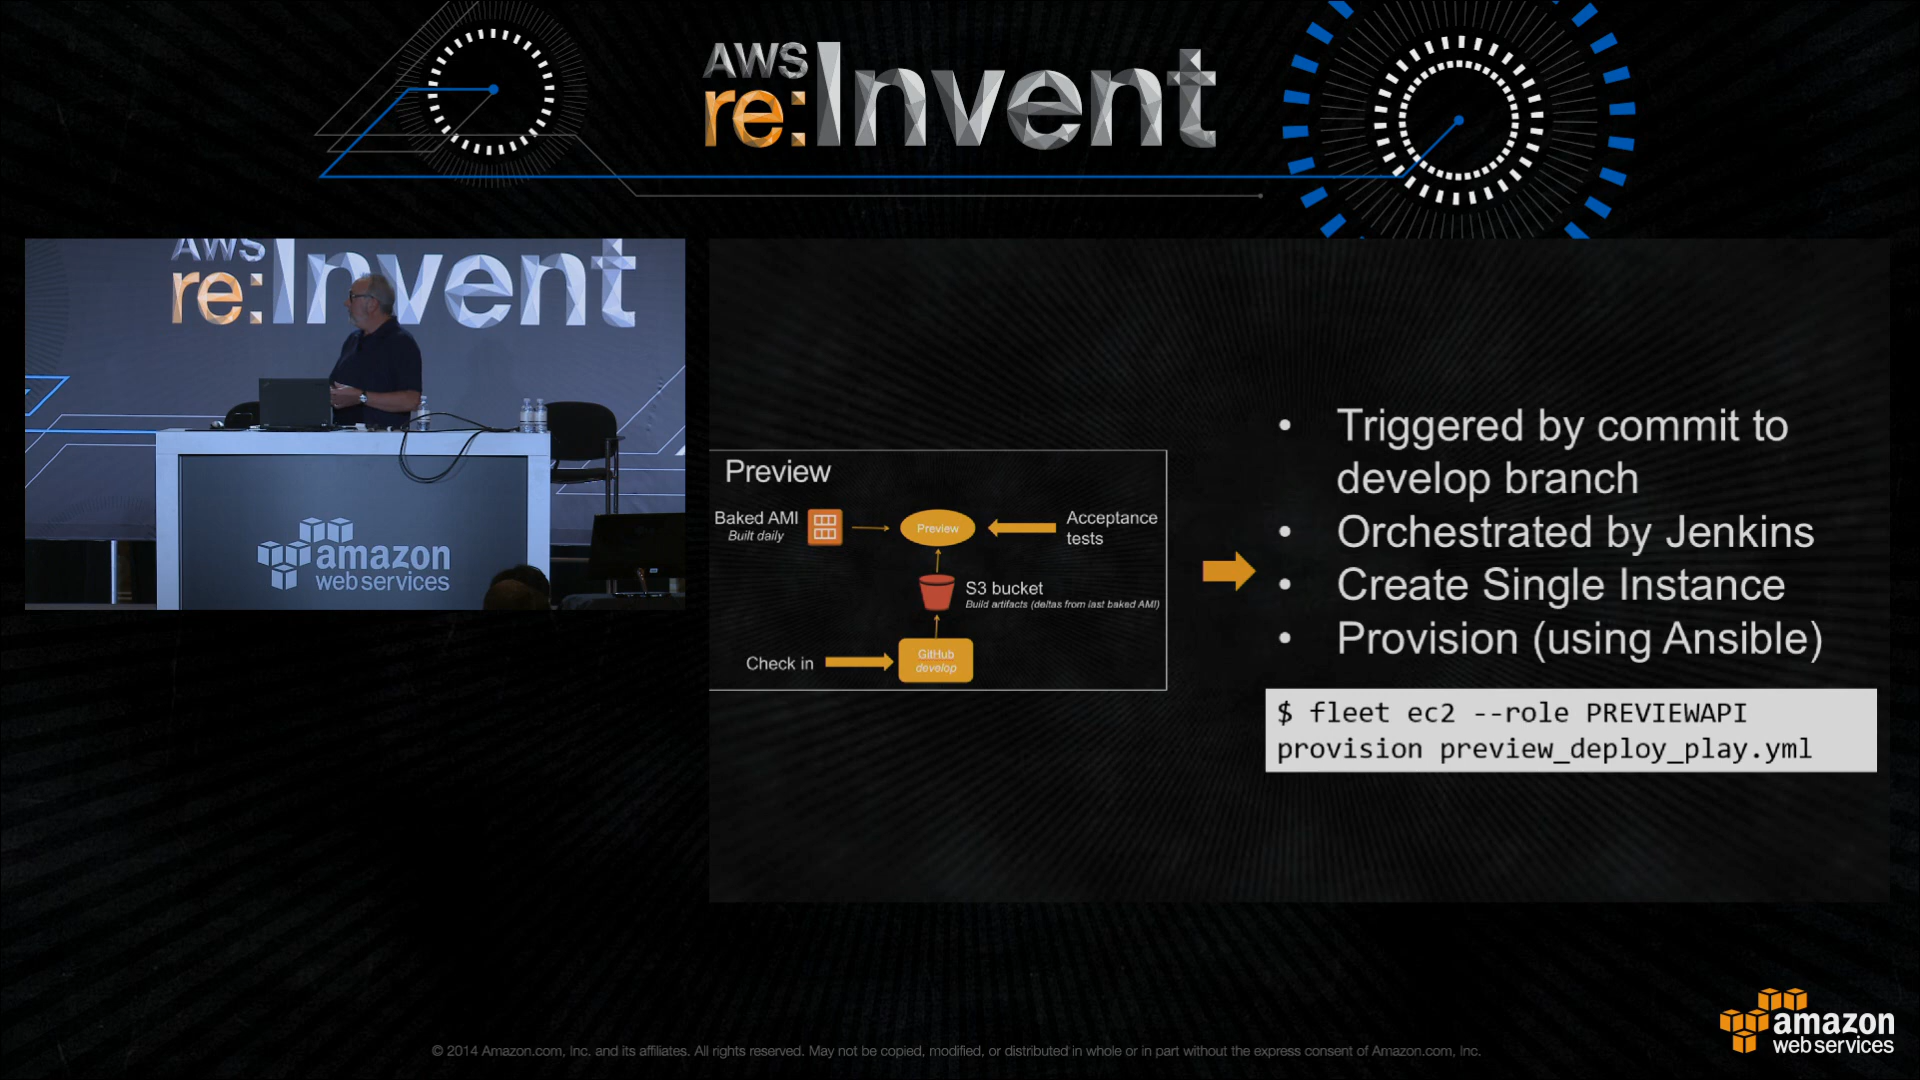 AWS
re:Invent
AWS
re:Invent
amazon
webservices
Preview
Baked AMI
Built daily
Preview
Acceptance
tests
S3 bucket
Build artifacts (deltas from last baked AMI)
Check in
GitHub
develop
• Triggered by commit to
develop branch
• Orchestrated by Jenkins
• Create Single Instance
• Provision (using Ansible)
$ fleet ec2 --role PREVIEWAPI
provision preview_deploy_play.yml
amazon
webservices
© 2014 Amazon.com, Inc. and its affiliates. All rights reserved. May not be copied, modified, or distributed in whole or in part without the express consent of Amazon.com, Inc.